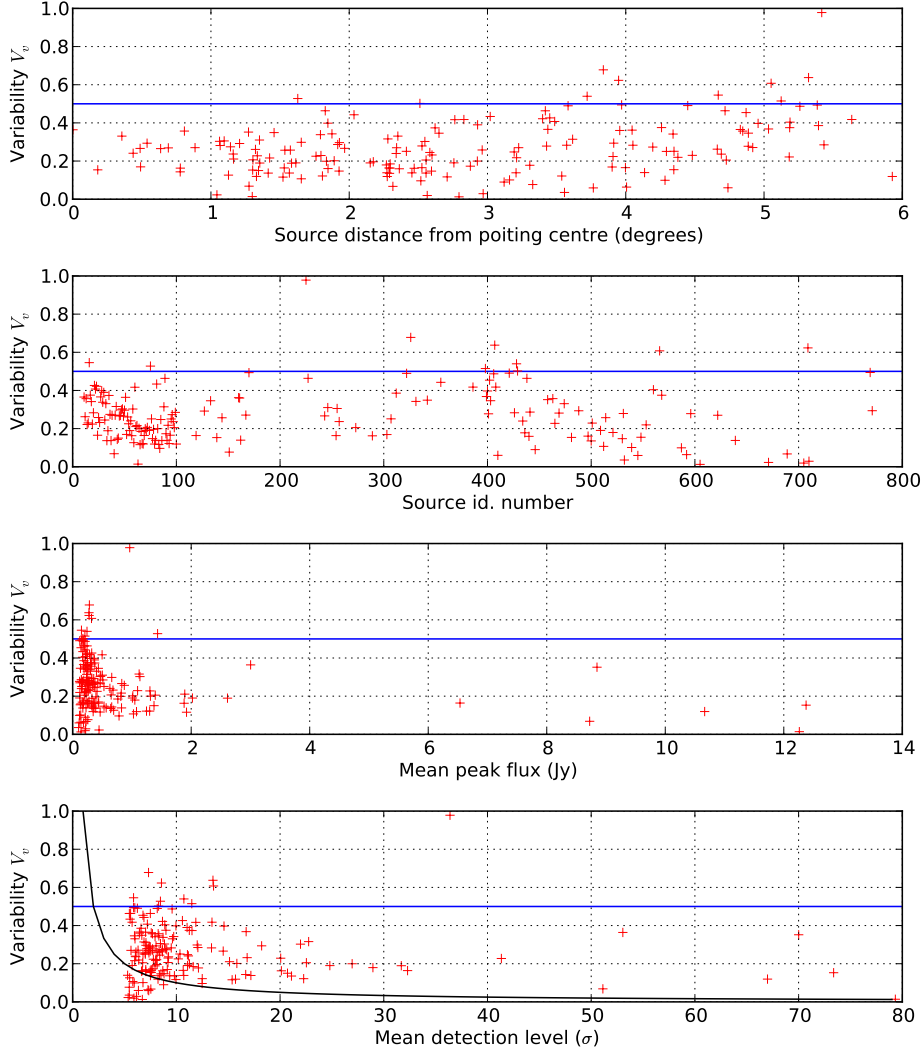 1.0
0.8
0.6
0.4
0.2
0.0
Variability V_v
0 1 2 3 4 5 6
Source distance from poiting centre (degrees)
1.0
0.8
0.6
0.4
0.2
0.0
Variability V_v
0 100 200 300 400 500 600 700 800
Source id. number
1.0
0.8
0.6
0.4
0.2
0.0
Variability V_v
0 2 4 6 8 10 12 14
Mean peak flux (Jy)
1.0
0.8
0.6
0.4
0.2
0.0
Variability V_v
0 10 20 30 40 50 60 70 80
Mean detection level (σ)